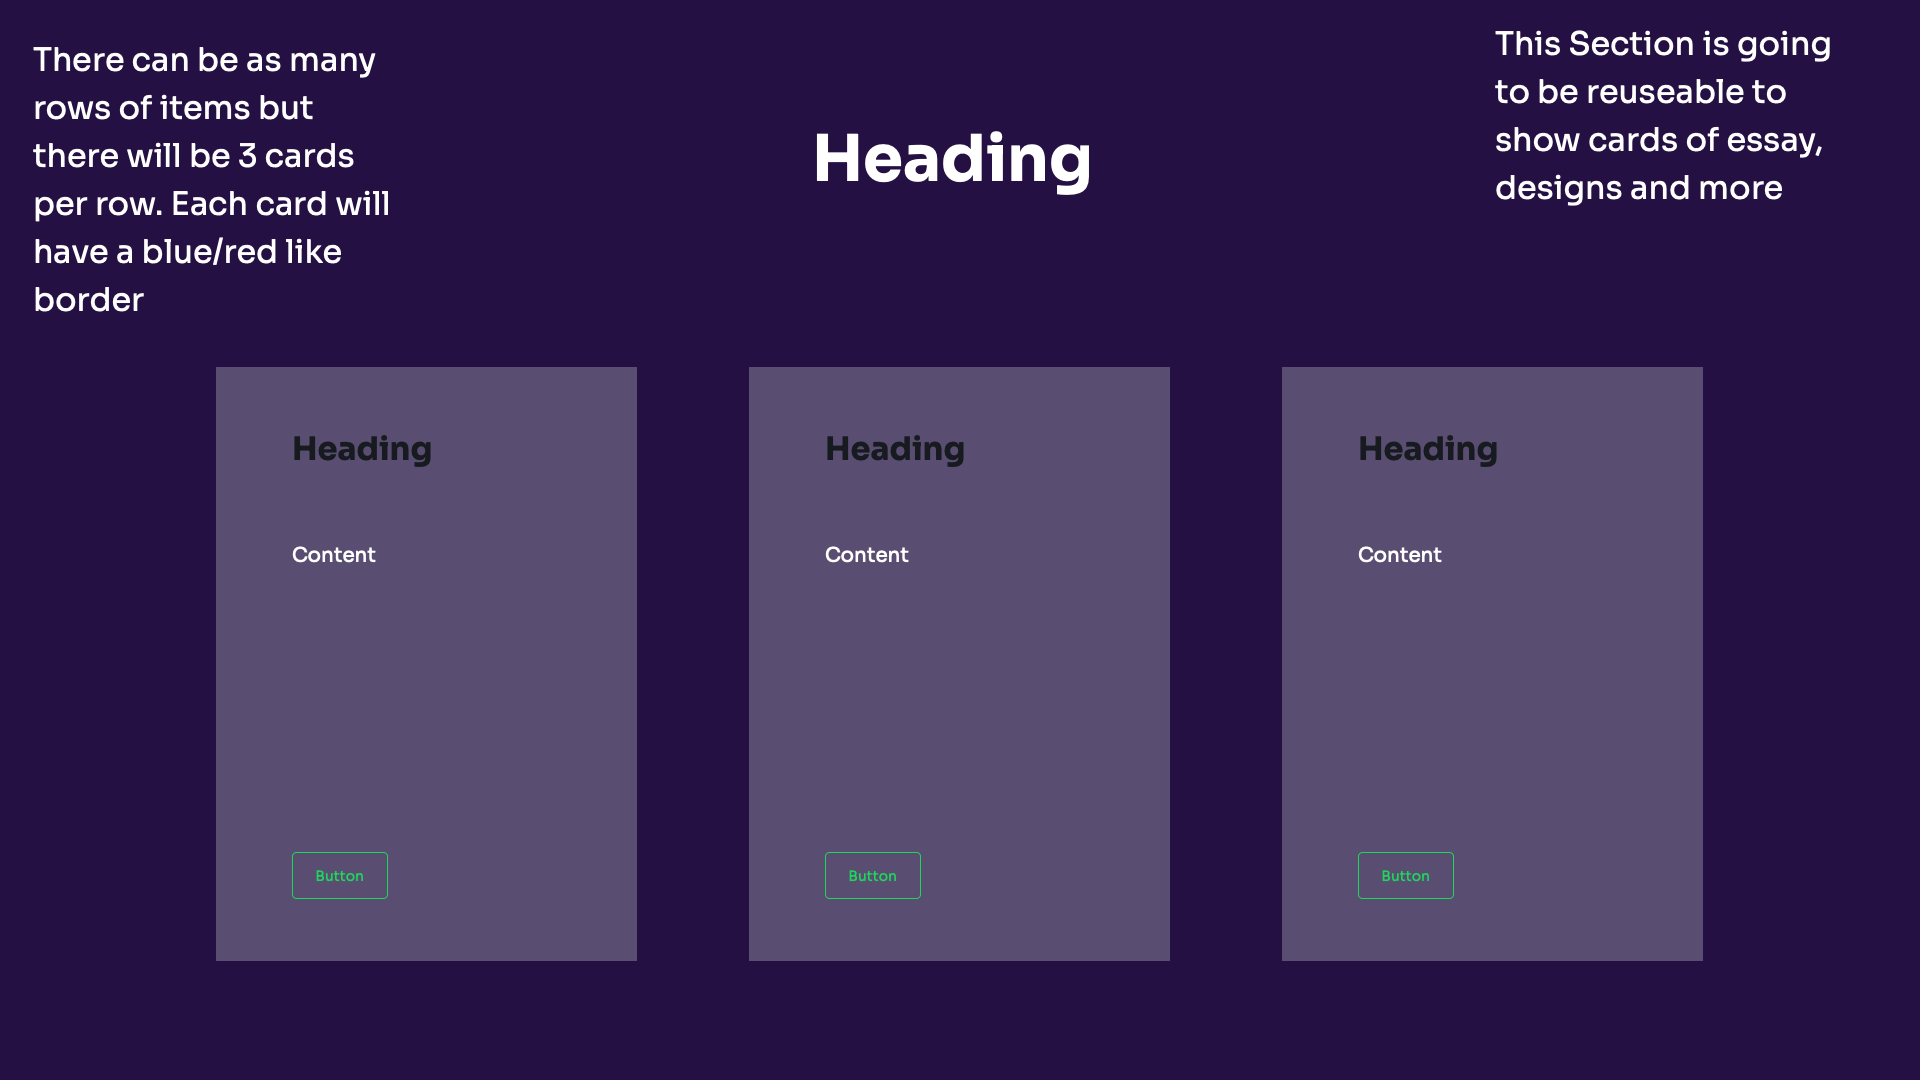 There can be as many
rows of items but
there will be 3 cards
per row. Each card will
have a blue/red like
border
This Section is going
to be reuseable to
show cards of essay,
designs and more
Heading
Heading
Content
Button
Heading
Content
Button
Heading
Content
Button